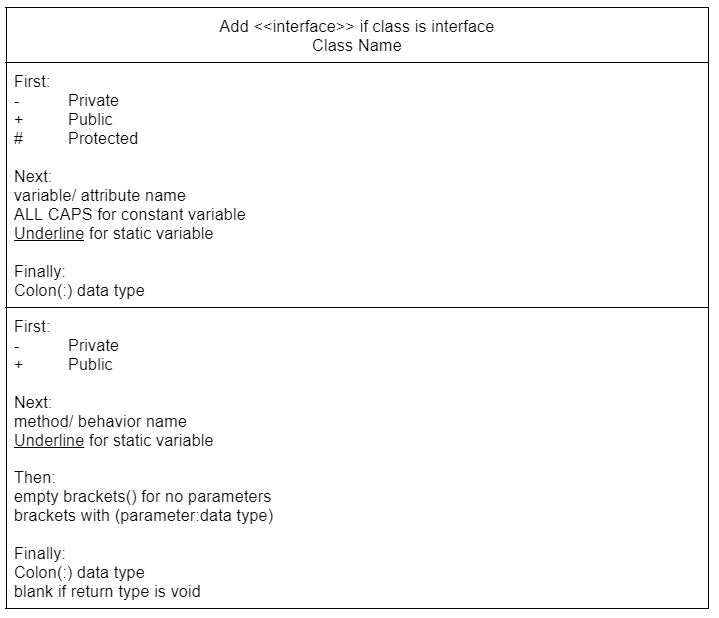 Add <<interface>> if class is interface
Class Name
First:
- Private
+ Public
# Protected
Next:
variable/ attribute name
ALL CAPS for constant variable
Underline for static variable
Finally:
Colon(:) data type
First:
- Private
+ Public
Next:
method/ behavior name
Underline for static variable
Then:
empty brackets() for no parameters
brackets with (parameter:data type)
Finally:
Colon(:) data type
blank if return type is void